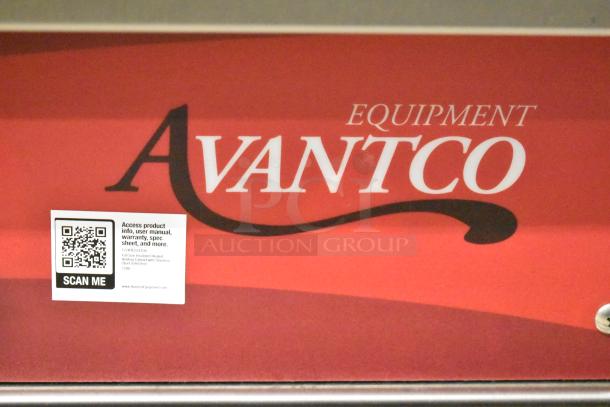 EQUIPMENT
AVANTCO
PCI
AUCTION GROUP
Access product
info, user manual,
warranty, spec
sheet, and more.
SCAN ME